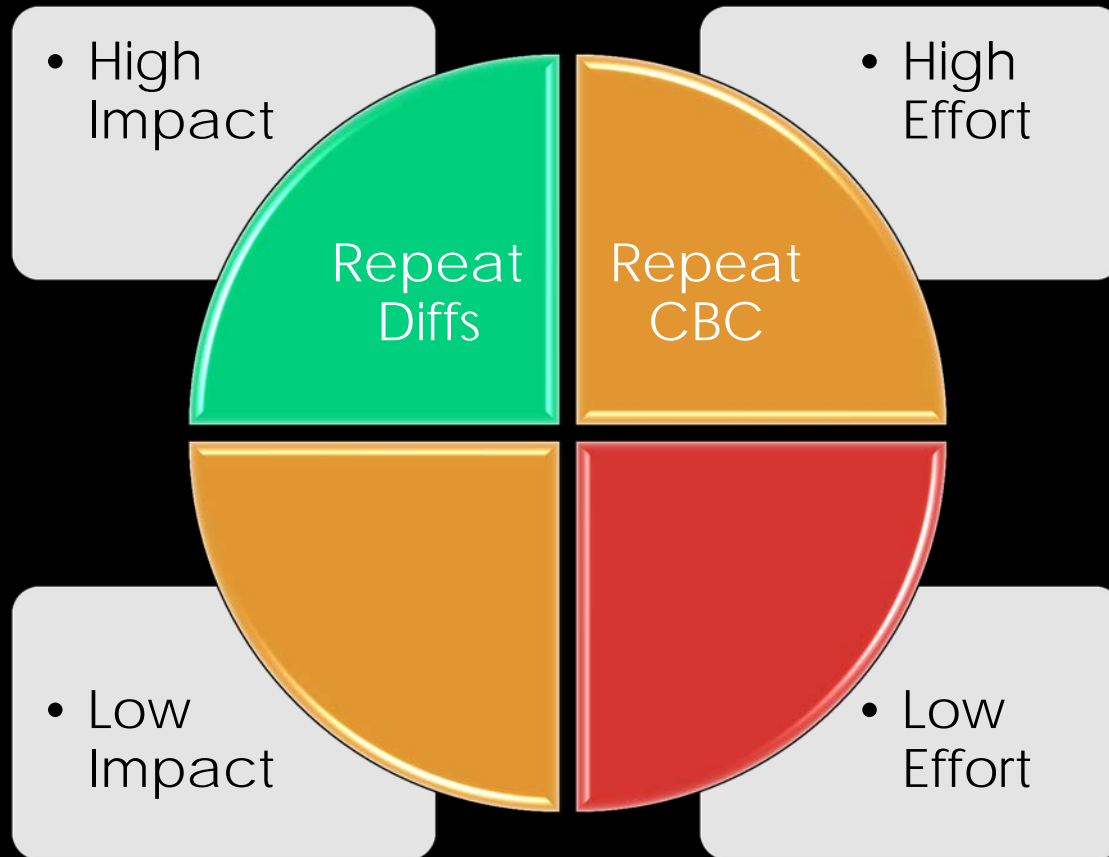 • High
Impact
• High
Effort
Repeat
Diffs
Repeat
CBC
• Low
Impact
• Low
Effort